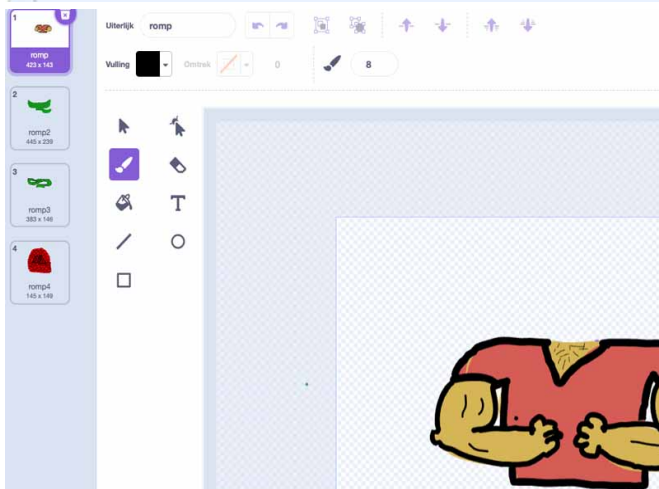 1
romp
423 x 143
2
romp2
445 x 239
3
romp3
383 x 146
4
romp4
145 x 149
Uiterlijk romp
Vulling Omtrek 0 8
T